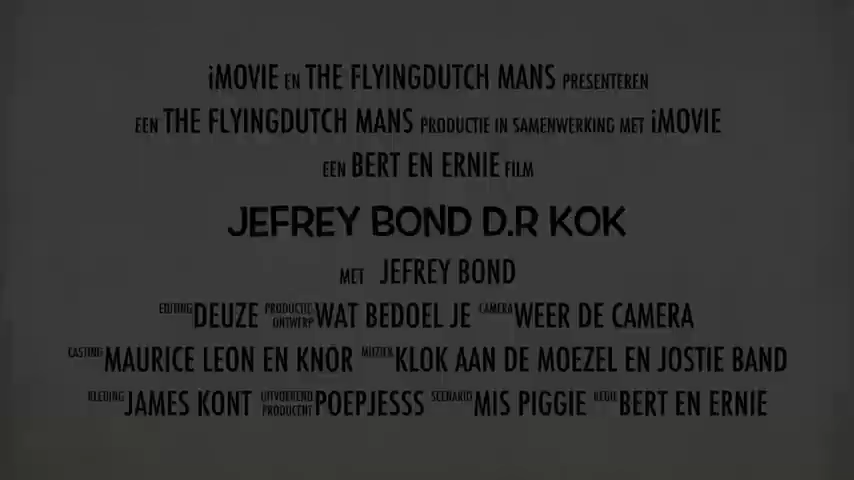 iMOVIE EN THE FLYINGDUTCH MANS PRESENTEREN
EEN THE FLYINGDUTCH MANS PRODUCTIE IN SAMENWERKING MET iMOVIE
EEN BERT EN ERNIE FILM
JEFREY BOND D.R KOK
MET JEFREY BOND
EDITING DEUZE PRODUCTIE ONTWERP WAT BEDOEL JE CAMERA WEER DE CAMERA
CASTING MAURICE LEON EN KNOR MUZIEK KLOK AAN DE MOEZEL EN JOSTIE BAND
KLEDING JAMES KONT UITVOEREND PRODUCENT POEPJESSS SCENARIO MIS PIGGIE REGIE BERT EN ERNIE